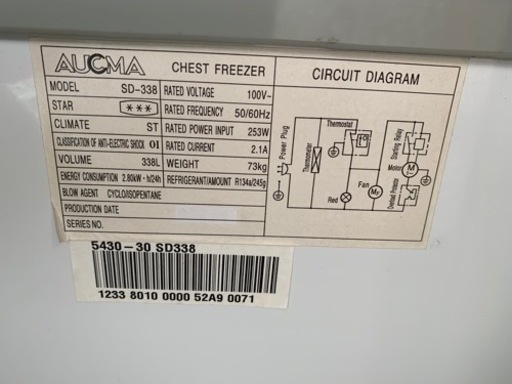 AUCMA CHEST FREEZER
MODEL SD-338
STAR ***
CLIMATE ST
CLASSIFICATION OF ANTI-ELECTRIC SHOCK 01
VOLUME 338L
ENERGY CONSUMPTION 2.80kW·h/24h
BLOW AGENT CYCLOISOPENTANE
PRODUCTION DATE
SERIES NO.
RATED VOLTAGE 100V~
RATED FREQUENCY 50/60Hz
RATED POWER INPUT 253W
RATED CURRENT 2.1A
WEIGHT 73kg
REFRIGERANT/AMOUNT R134a/245g
CIRCUIT DIAGRAM
Power Plug
Thermometer
Thermostat
Red
Fan
Starting Relay
Motor
M
Overload Protector
5430-30 SD338
1233 8010 0000 52A9 0071